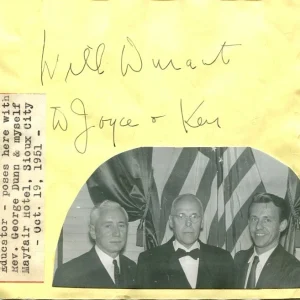 Will Durant
to Joyce & Ken
educator - poses here with
Rev. George Dunn & myself
Mayfair Hotel, Sioux City
- Oct. 19, 1951 -